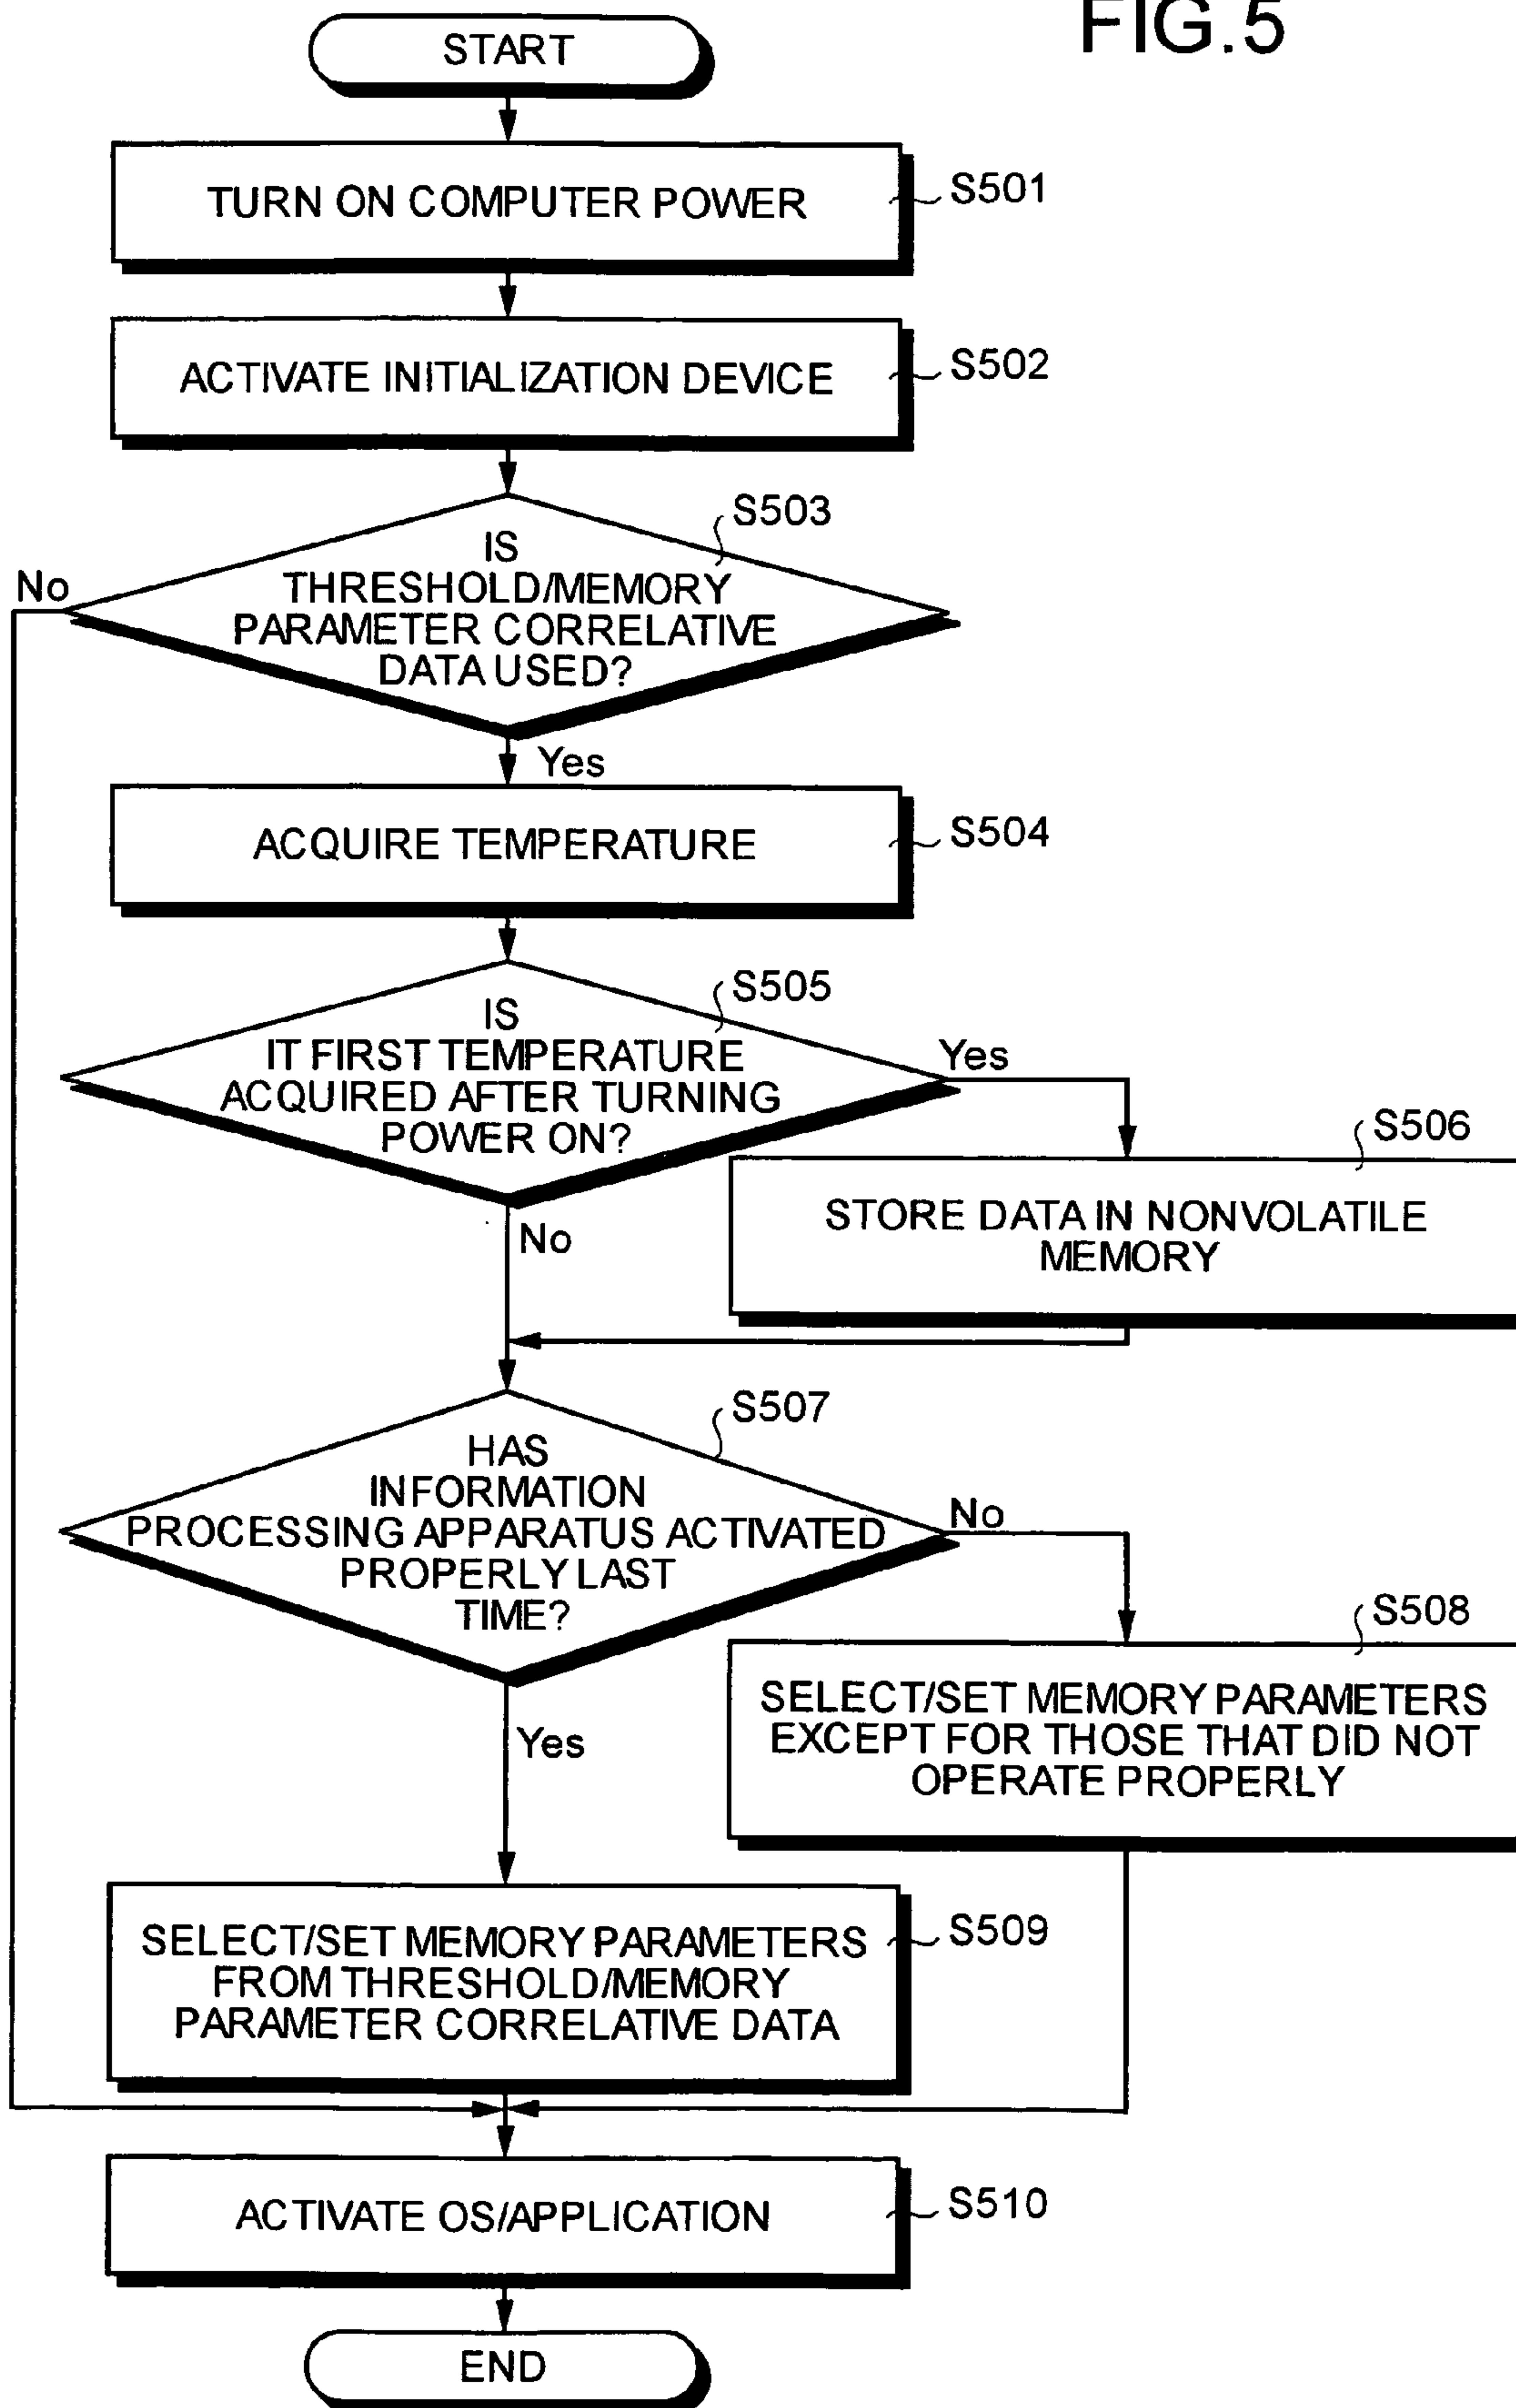 FIG.5
START
TURN ON COMPUTER POWER
S501
ACTIVATE INITIALIZATION DEVICE
S502
S503
IS
THRESHOLD/MEMORY
PARAMETER CORRELATIVE
DATA USED?
No
Yes
ACQUIRE TEMPERATURE
S504
S505
IS
IT FIRST TEMPERATURE
ACQUIRED AFTER TURNING
POWER ON?
Yes
No
S506
STORE DATA IN NONVOLATILE
MEMORY
S507
HAS
INFORMATION
PROCESSING APPARATUS ACTIVATED
PROPERLY LAST
TIME?
No
Yes
S508
SELECT/SET MEMORY PARAMETERS
EXCEPT FOR THOSE THAT DID NOT
OPERATE PROPERLY
SELECT/SET MEMORY PARAMETERS
FROM THRESHOLD/MEMORY
PARAMETER CORRELATIVE DATA
S509
ACTIVATE OS/APPLICATION
S510
END